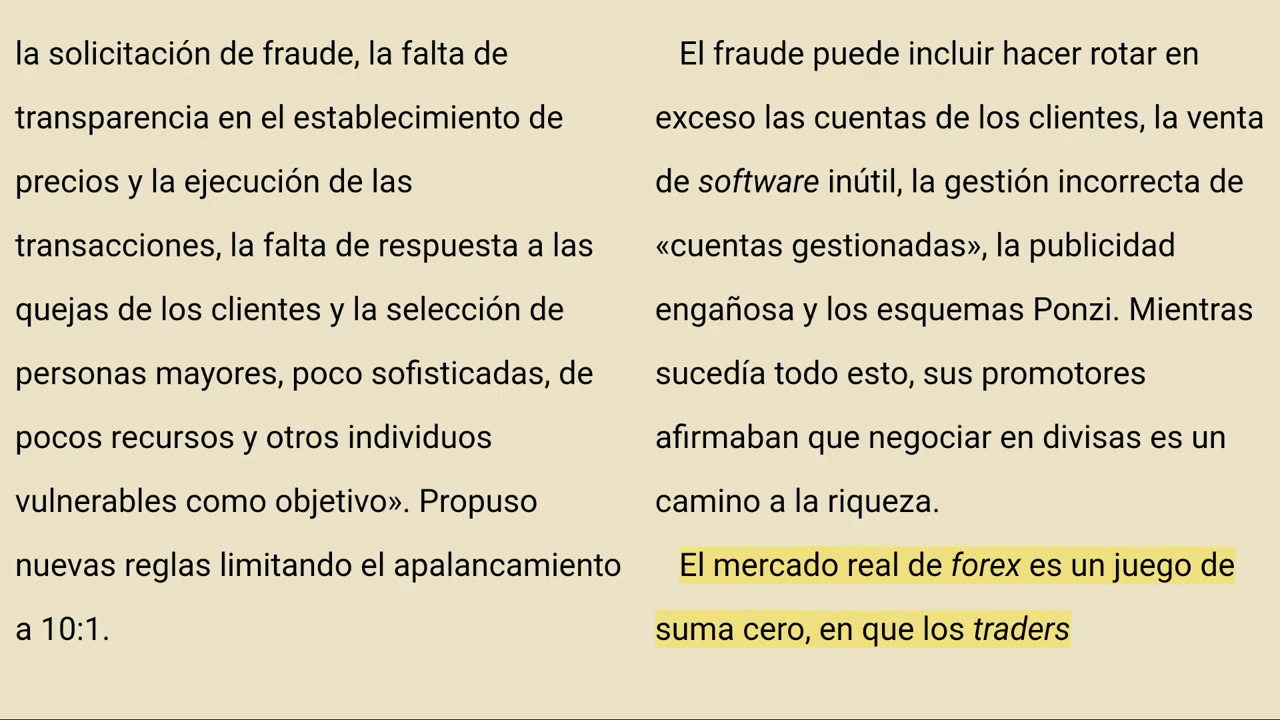 la solicitación de fraude, la falta de
transparencia en el establecimiento de
precios y la ejecución de las
transacciones, la falta de respuesta a las
quejas de los clientes y la selección de
personas mayores, poco sofisticadas, de
pocos recursos y otros individuos
vulnerables como objetivo». Propuso
nuevas reglas limitando el apalancamiento
a 10:1.
El fraude puede incluir hacer rotar en
exceso las cuentas de los clientes, la venta
de software inútil, la gestión incorrecta de
«cuentas gestionadas», la publicidad
engañosa y los esquemas Ponzi. Mientras
sucedía todo esto, sus promotores
afirmaban que negociar en divisas es un
camino a la riqueza.
El mercado real de forex es un juego de
suma cero, en que los traders